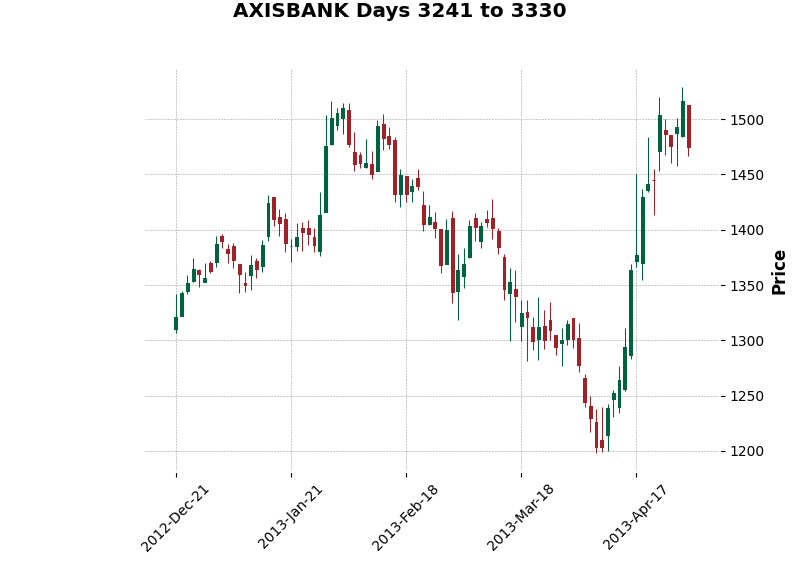 AXISBANK Days 3241 to 3330
1500
1450
1400
1350
1300
1250
1200
Price
2012-Dec-21
2013-Jan-21
2013-Feb-18
2013-Mar-18
2013-Apr-17